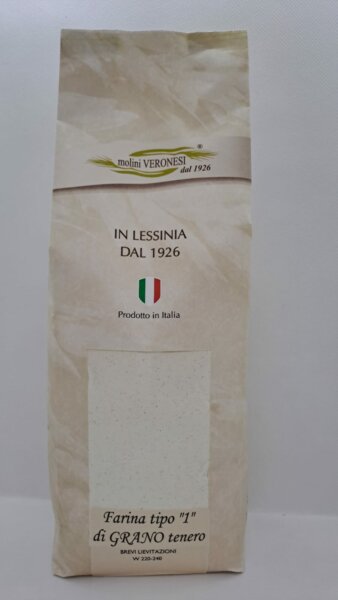 molini VERONESI ®
dal 1926
IN LESSINIA
DAL 1926
Prodotto in Italia
Farina tipo "1"
di GRANO tenero
BREVI LIEVITAZIONI
W 220-240